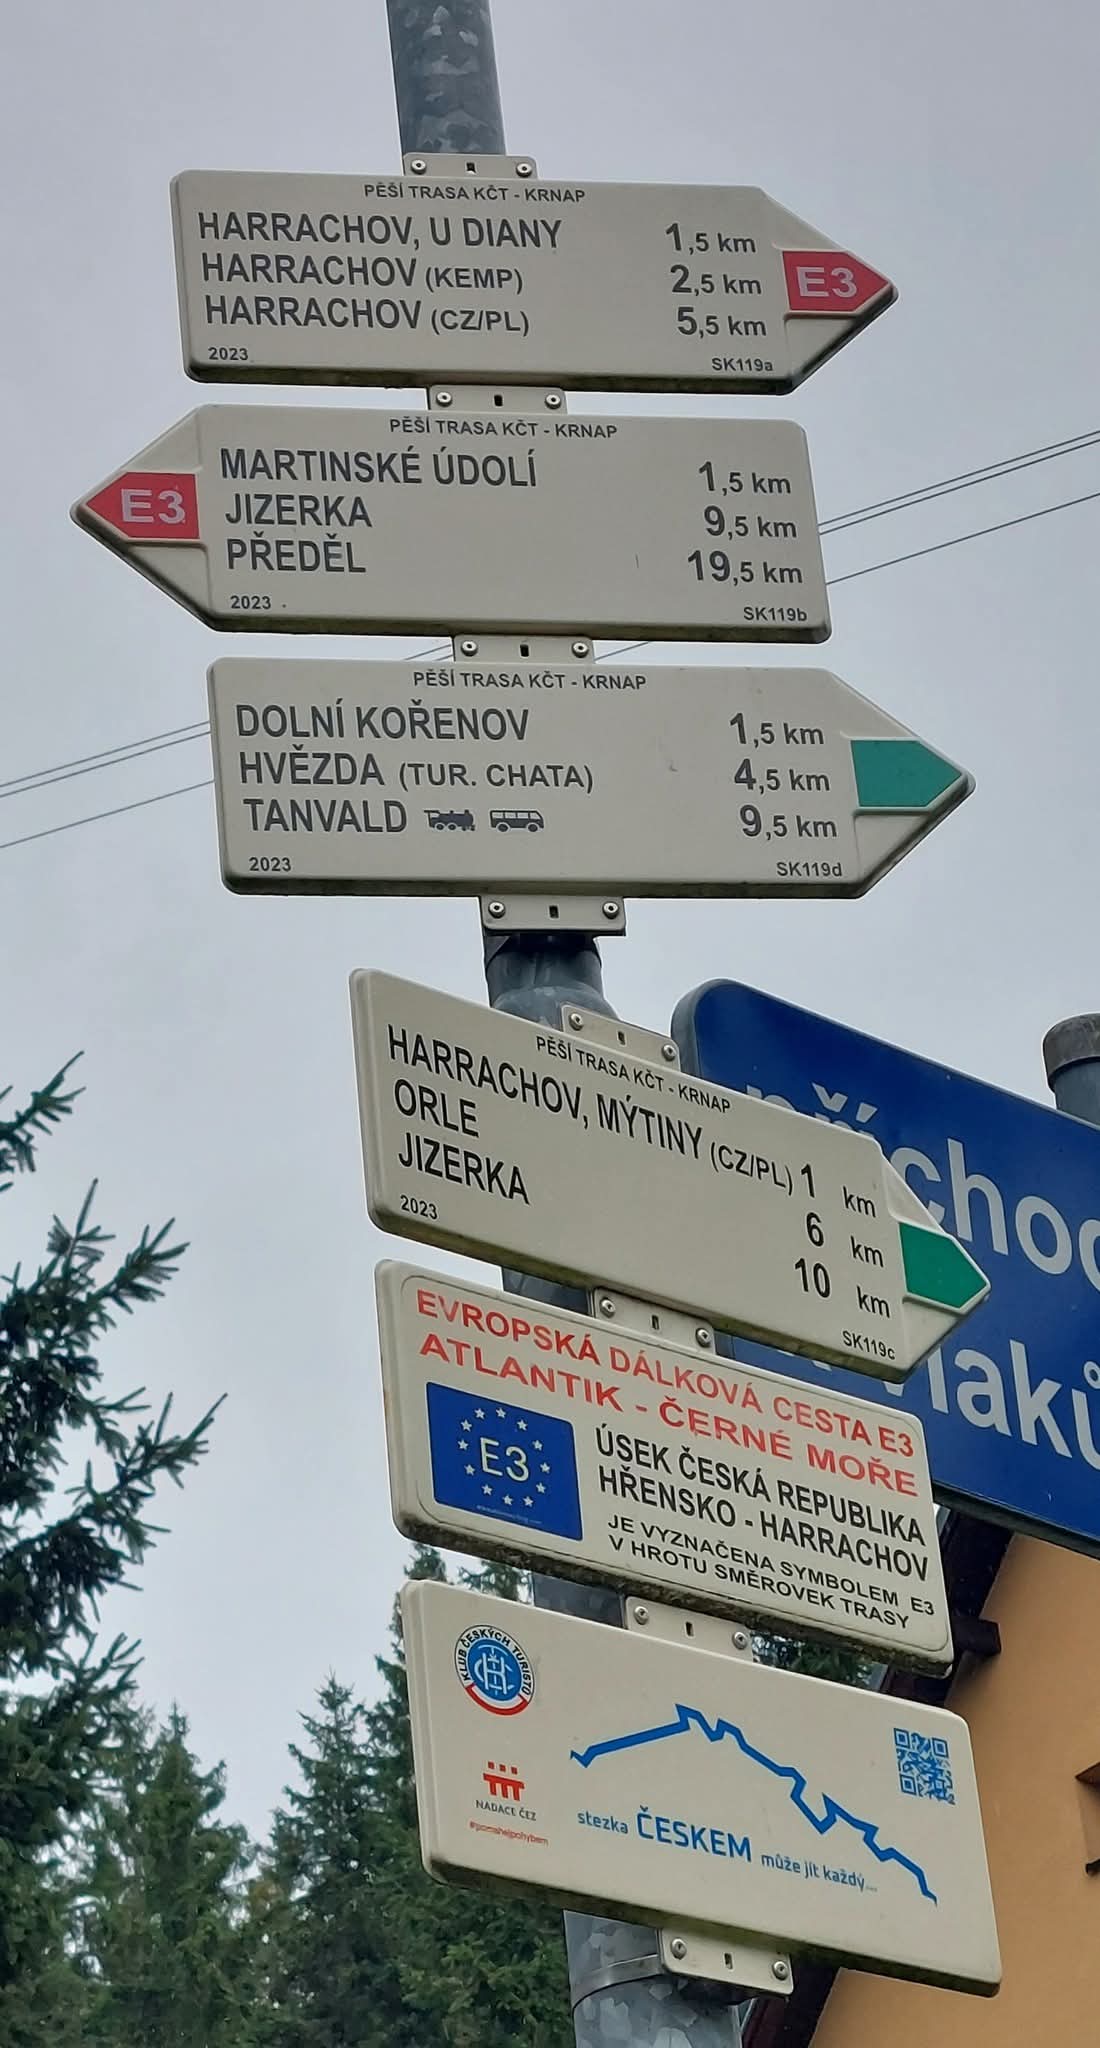 PĚŠÍ TRASA KČT - KRNAP
HARRACHOV, U DIANY 1,5 km
HARRACHOV (KEMP) 2,5 km
HARRACHOV (CZ/PL) 5,5 km
E3
2023 SK119a
PĚŠÍ TRASA KČT - KRNAP
MARTINSKÉ ÚDOLÍ 1,5 km
E3 JIZERKA 9,5 km
PŘEDĚL 19,5 km
2023 SK119b
PĚŠÍ TRASA KČT - KRNAP
DOLNÍ KOŘENOV 1,5 km
HVĚZDA (TUR. CHATA) 4,5 km
TANVALD 9,5 km
2023 SK119d
PĚŠÍ TRASA KČT - KRNAP
HARRACHOV, MÝTINY (CZ/PL) 1 km
ORLE 6 km
JIZERKA 10 km
2023 SK119c
EVROPSKÁ DÁLKOVÁ CESTA E3
ATLANTIK - ČERNÉ MOŘE
E3
ÚSEK ČESKÁ REPUBLIKA
HŘENSKO - HARRACHOV
JE VYZNAČENA SYMBOLEM E3
V HROTU SMĚROVEK TRASY
KLUB ČESKÝCH TURISTŮ
KČT
NADACE ČEZ
#pomahejpohybem
stezka ČESKEM může jít každý...